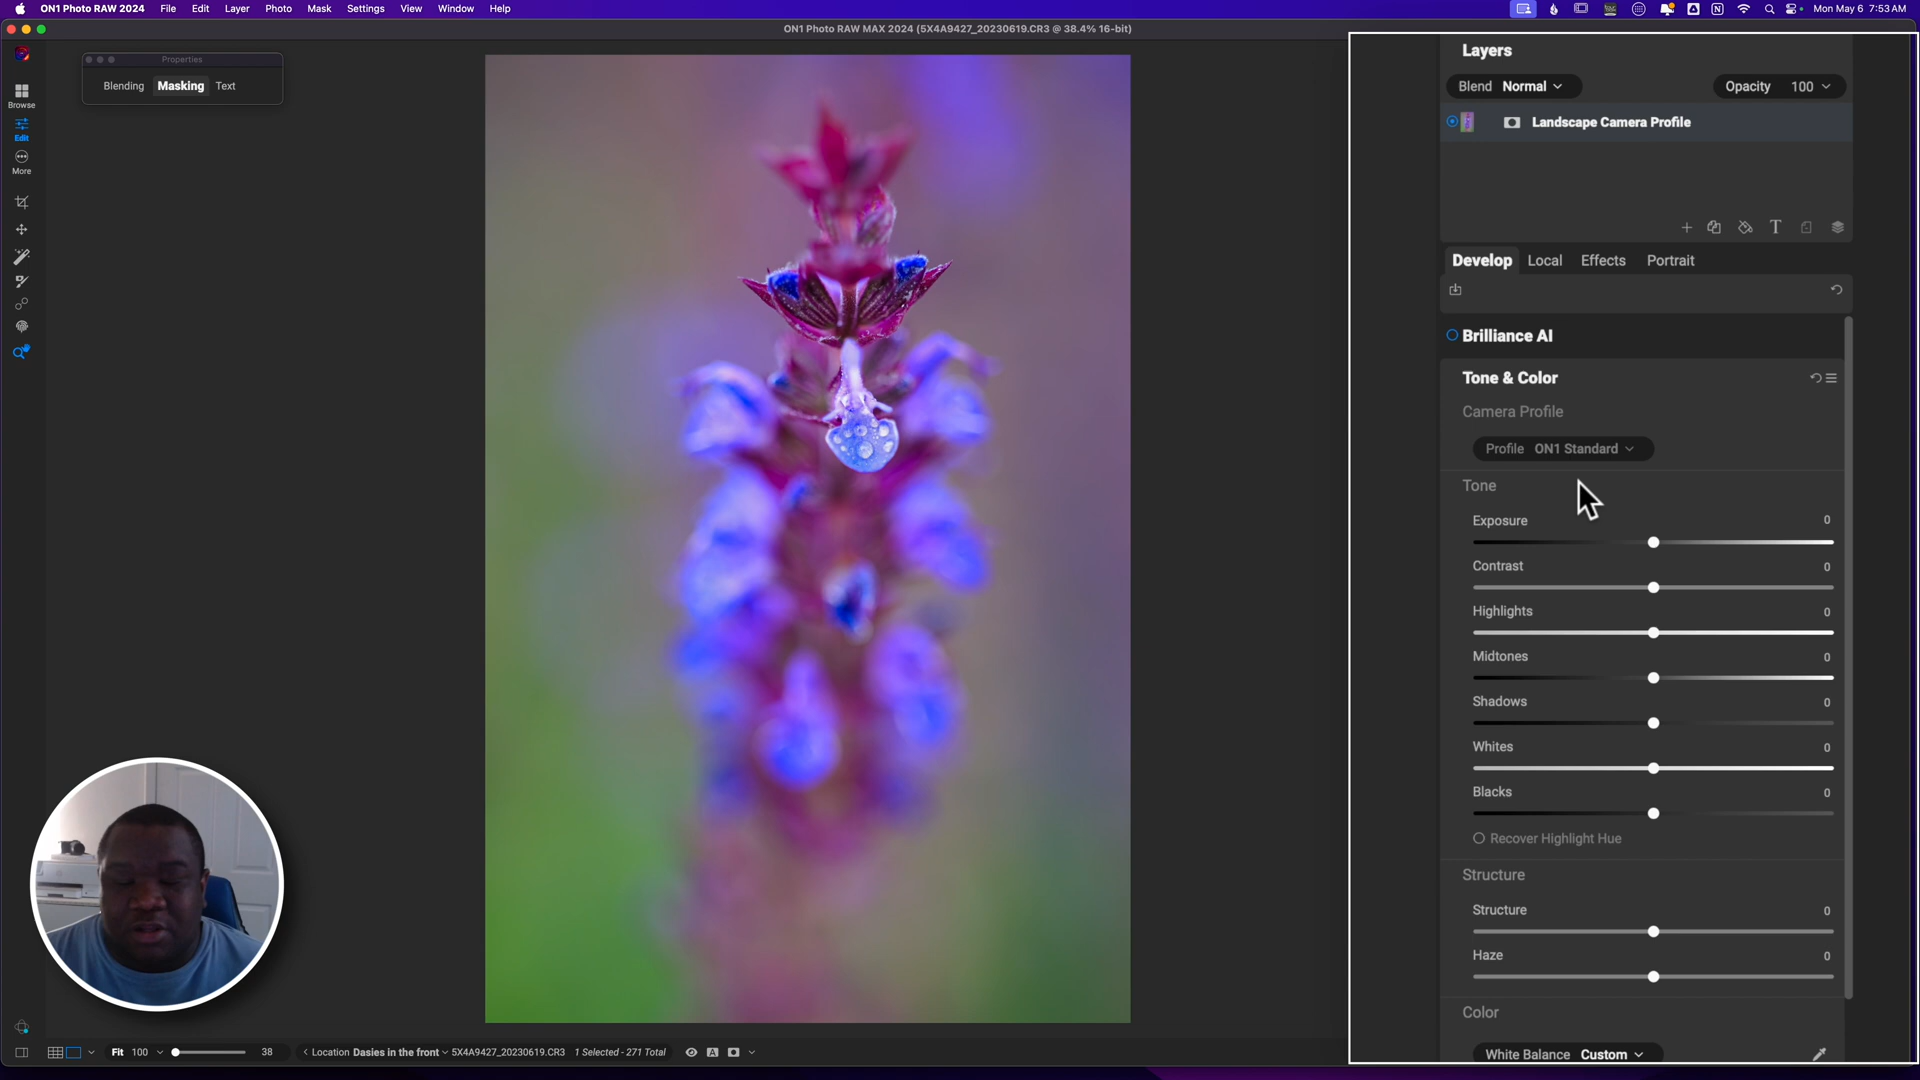 ON1 Photo RAW 2024 File Edit Layer Photo Mask Settings View Window Help Mon May 6 7:53 AM
ON1 Photo RAW MAX 2024 (5X4A9427_20230619.CR3 @ 38.4% 16-bit)
Properties
Blending Masking Text
Browse
Edit
More
Layers
Blend Normal Opacity 100
Landscape Camera Profile
Develop Local Effects Portrait
Brilliance AI
Tone & Color
Camera Profile
Profile ON1 Standard
Tone
Exposure 0
Contrast 0
Highlights 0
Midtones 0
Shadows 0
Whites 0
Blacks 0
Recover Highlight Hue
Structure
Structure 0
Haze 0
Color
White Balance Custom
Fit 100 38 Location Dasies in the front 5X4A9427_20230619.CR3 1 Selected - 271 Total